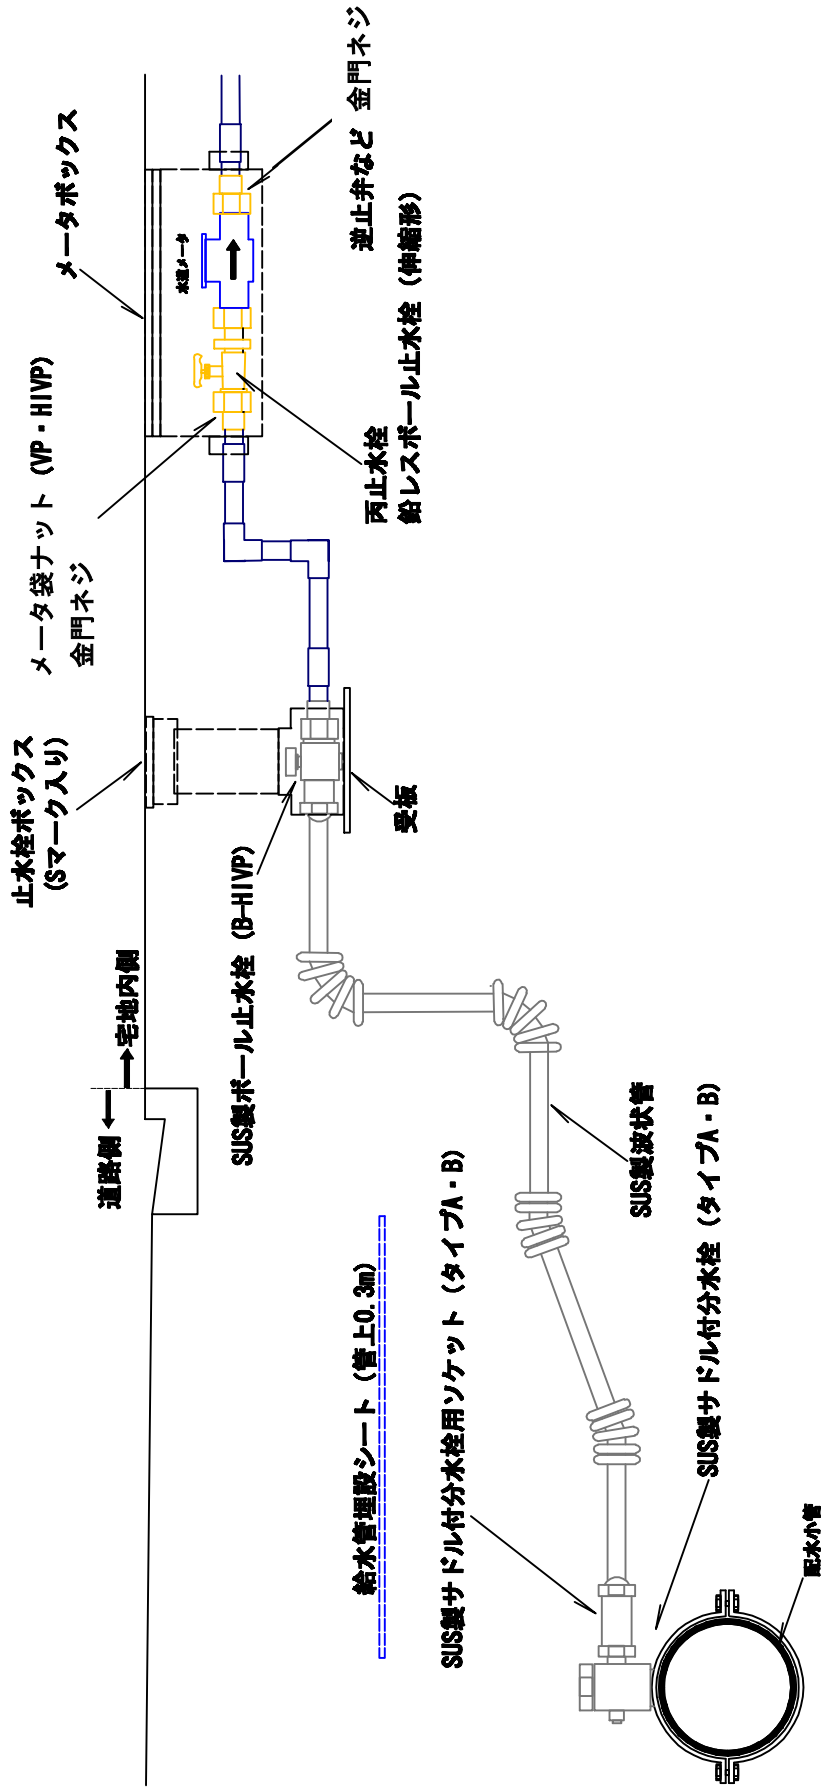 配水小管
SUS製サドル付分水栓用ソケット（タイプA・B）
SUS製サドル付分水栓（タイプA・B）
給水管埋設シート（管上0.3m）
SUS製波状管
道路側
宅地内側
SUS製ボール止水栓（B-HIVP）
止水栓ボックス
(Sマーク入り)
受板
メータ袋ナット（VP・HIVP）
金門ネジ
丙止水栓
鉛レスボール止水栓（伸縮形）
メータボックス
水道メータ
逆止弁など 金門ネジ